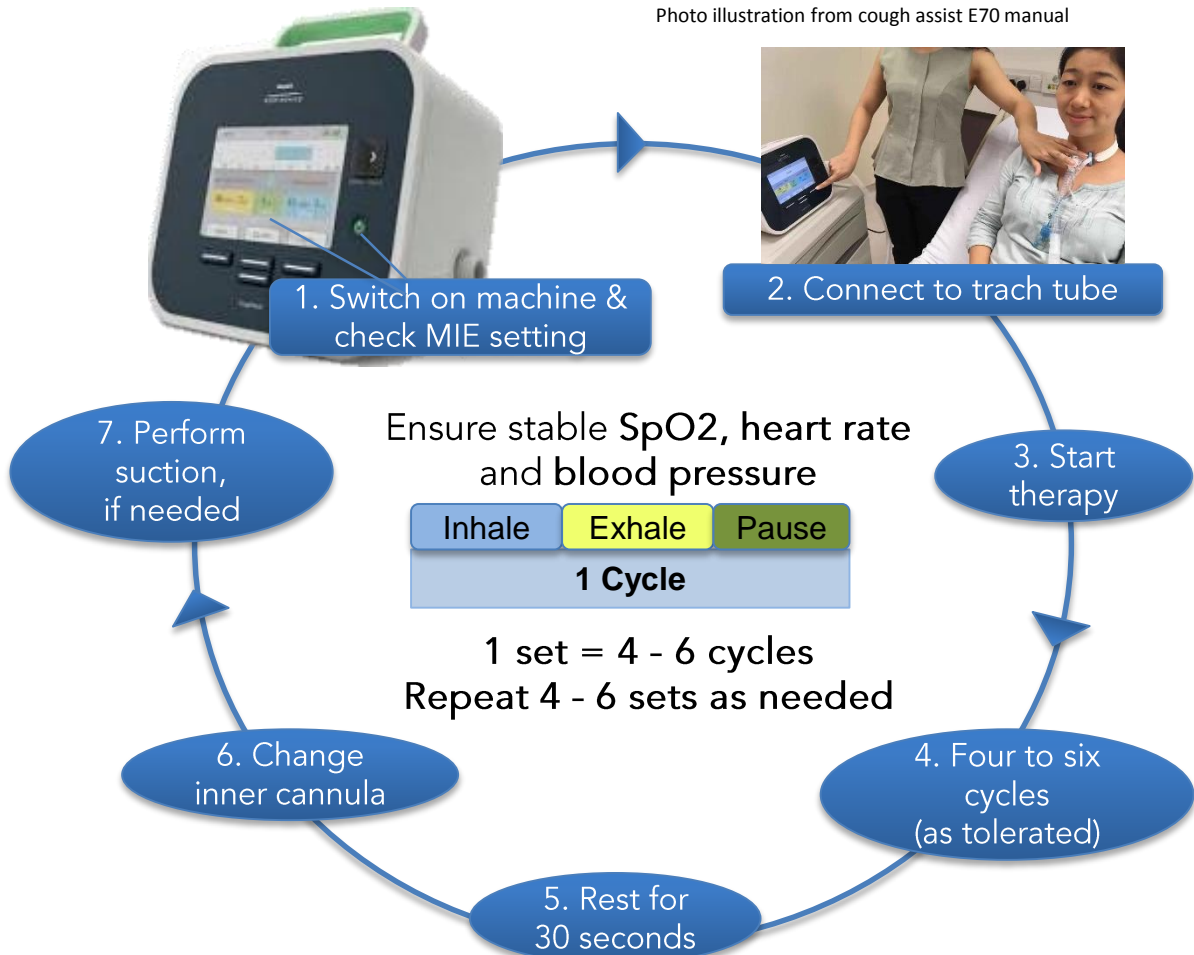 Photo illustration from cough assist E70 manual
1. Switch on machine &
check MIE setting
2. Connect to trach tube
3. Start
therapy
4. Four to six
cycles
(as tolerated)
5. Rest for
30 seconds
6. Change
inner cannula
7. Perform
suction,
if needed
Ensure stable SpO2, heart rate
and blood pressure
Inhale Exhale Pause
1 Cycle
1 set = 4 - 6 cycles
Repeat 4 - 6 sets as needed